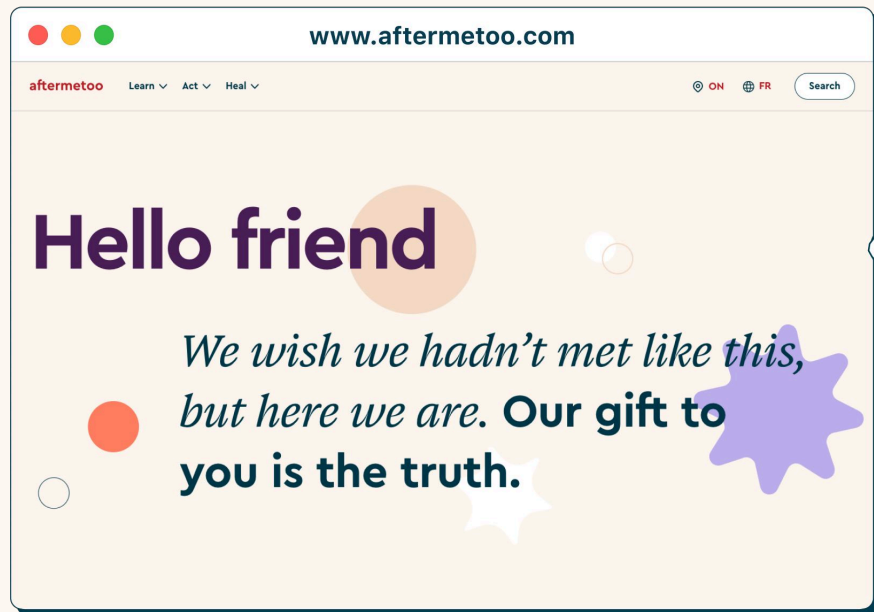 www.aftermetoo.com
aftermetoo Learn Act Heal ON FR Search
Hello friend
We wish we hadn’t met like this,
but here we are. Our gift to
you is the truth.